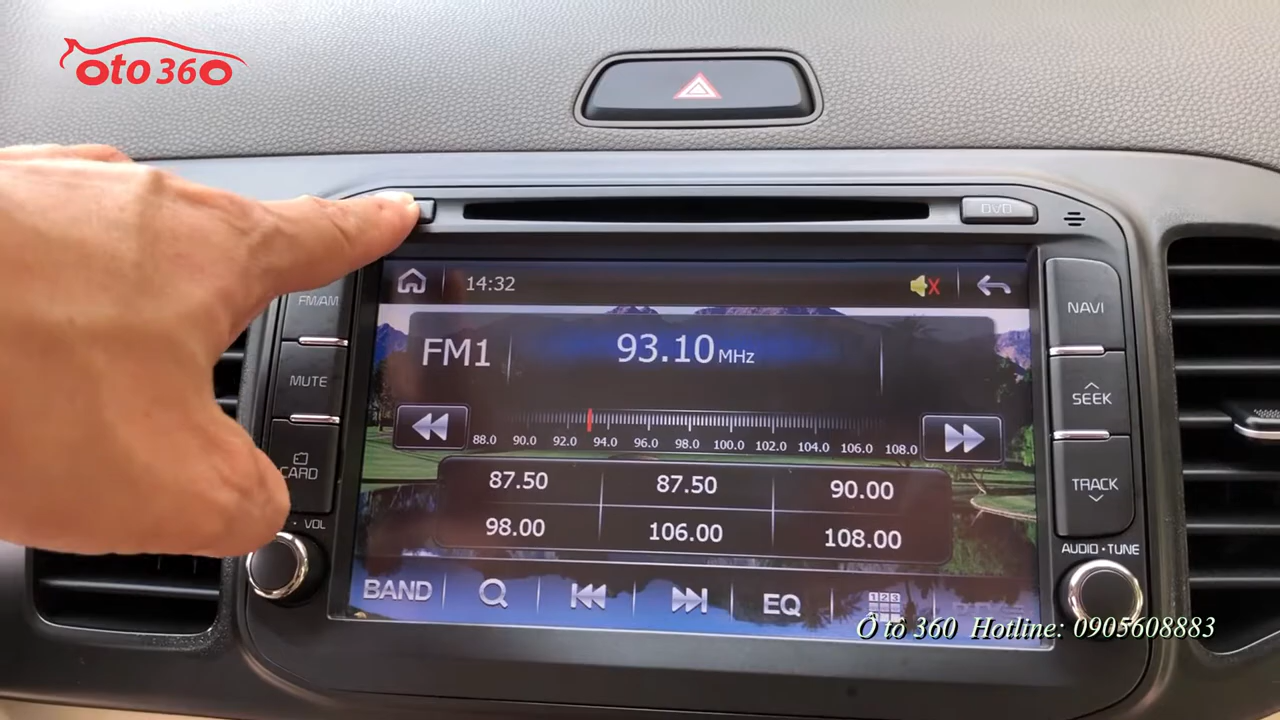 oto 360
DVD
14:32
FM/AM
NAVI
FM1
93.10 MHz
MUTE
SEEK
88.0 90.0 92.0 94.0 96.0 98.0 100.0 102.0 104.0 106.0 108.0
CARD
87.50 87.50 90.00
TRACK
98.00 106.00 108.00
VOL
AUDIO • TUNE
BAND
EQ
123
Ô tô 360 Hotline: 0905608883